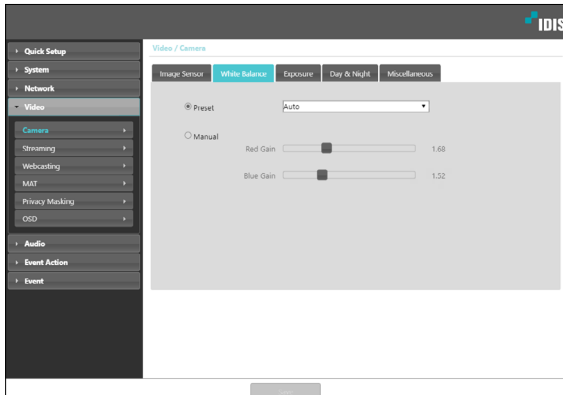 IDIS
Quick Setup
System
Network
Video
Camera
Streaming
Webcasting
MAT
Privacy Masking
OSD
Audio
Event Action
Event
Video / Camera
Image Sensor White Balance Exposure Day & Night Miscellaneous
Preset Auto
Manual
Red Gain 1.68
Blue Gain 1.52